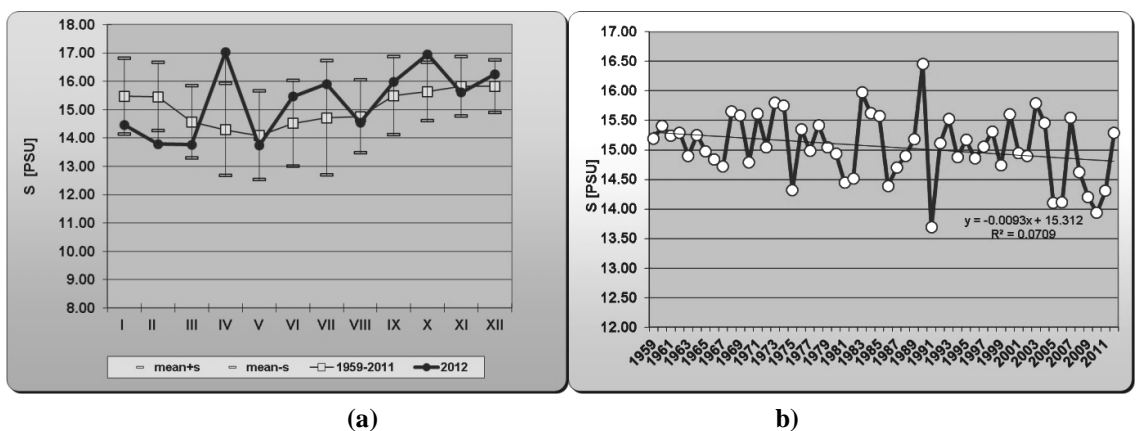 18.00
17.00
16.00
15.00
14.00
13.00
12.00
11.00
10.00
9.00
8.00
S [PSU]
I II III IV V VI VII VIII IX X XI XII
mean+s mean-s 1959-2011 2012
(a)
17.00
16.50
16.00
15.50
15.00
14.50
14.00
13.50
13.00
12.50
12.00
S [PSU]
y = -0.0093x + 15.312
R² = 0.0709
1959 1961 1963 1965 1967 1969 1971 1973 1975 1977 1979 1981 1983 1985 1987 1989 1991 1993 1995 1997 1999 2001 2003 2005 2007 2009 2011
b)